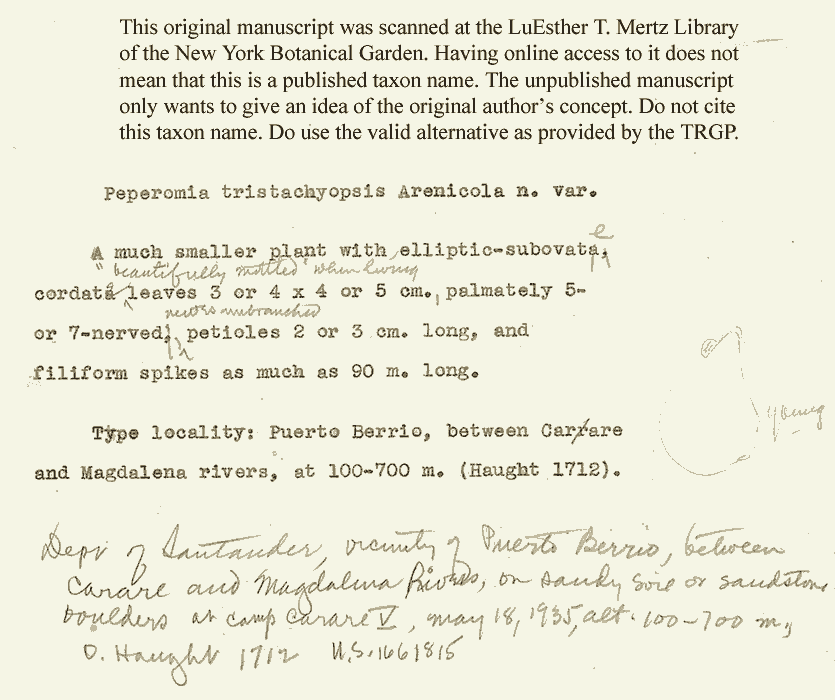 This original manuscript was scanned at the LuEsther T. Mertz Library
of the New York Botanical Garden. Having online access to it does not
mean that this is a published taxon name. The unpublished manuscript
only wants to give an idea of the original author's concept. Do not cite
this taxon name. Do use the valid alternative as provided by the TRGP.
Peperomia tristachyopsis Arenicola n. var.
e
A much smaller plant with elliptic-subovata,
"beautifully mottled" when living
cordata leaves 3 or 4 x 4 or 5 cm., palmately 5-
nerves unbranched
or 7-nerved, petioles 2 or 3 cm. long, and
filiform spikes as much as 90 m. long.
young
Type locality: Puerto Berrio, between Carrare
and Magdalena rivers, at 100-700 m. (Haught 1712).
Dept of Santander, vicinity of Puerto Berrio, between
Carare and Magdalena Rivers, on sandy soil or sandstone
boulders at camp Carare V, May 18, 1935, alt. 100-700 m.,
O. Haught 1712 U.S. 1661815